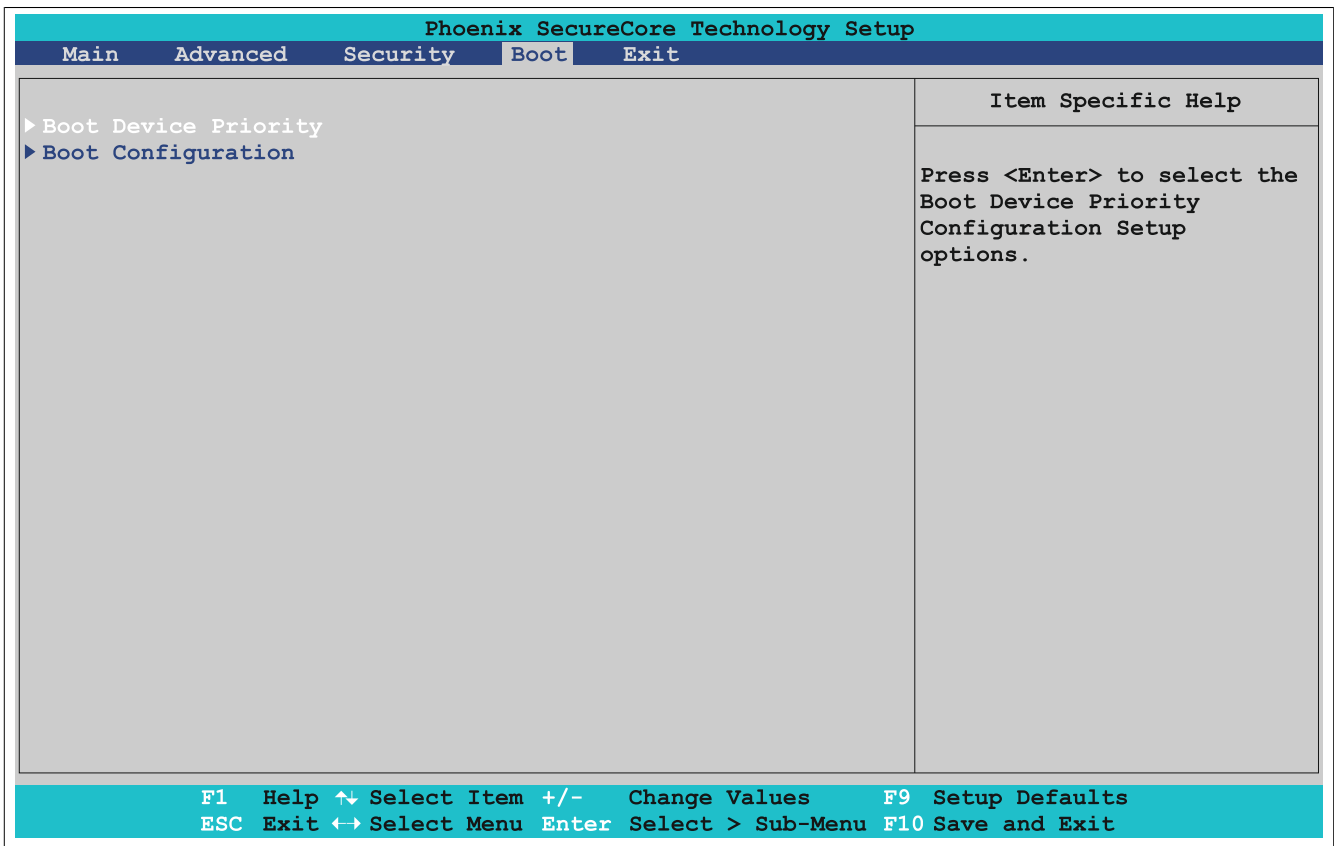 Phoenix SecureCore Technology Setup
Main Advanced Security Boot Exit
Boot Device Priority
Boot Configuration
Item Specific Help
Press <Enter> to select the
Boot Device Priority
Configuration Setup
options.
F1 Help ↑↓ Select Item +/- Change Values F9 Setup Defaults
ESC Exit ←→ Select Menu Enter Select > Sub-Menu F10 Save and Exit